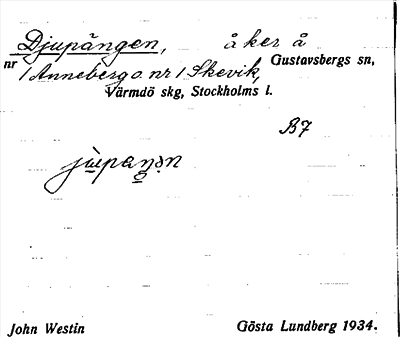 Djupängen, åker å
nr 1 Anneberg o. nr 1 Skevik, Gustavsbergs sn,
Värmdö skg, Stockholms l.
B7
John Westin Gösta Lundberg 1934.